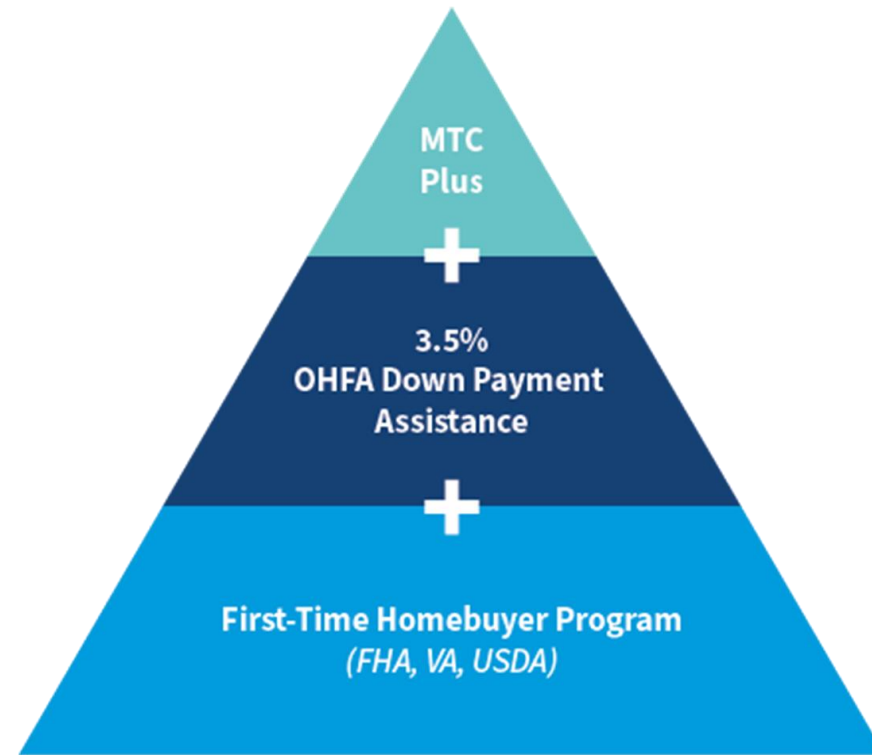 MTC
Plus
+
3.5%
OHFA Down Payment
Assistance
+
First-Time Homebuyer Program
(FHA, VA, USDA)